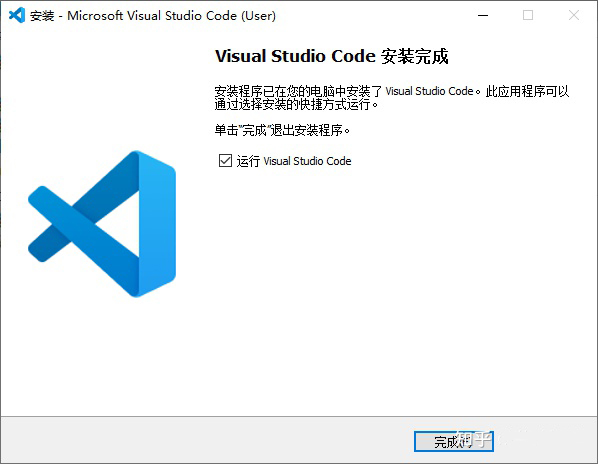 安装 - Microsoft Visual Studio Code (User)
Visual Studio Code 安装完成
安装程序已在您的电脑中安装了 Visual Studio Code。此应用程序可以
通过选择安装的快捷方式运行。
单击“完成”退出安装程序。
运行 Visual Studio Code
完成
知乎